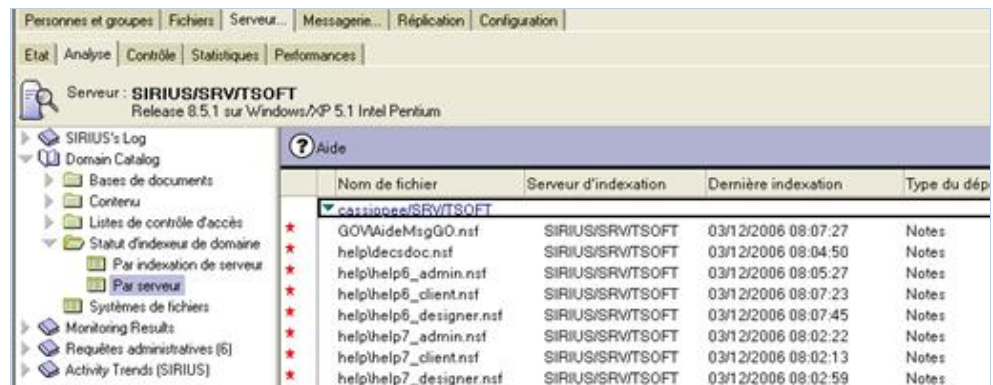 Personnes et groupes Fichiers Serveur... Messagerie... Réplication Configuration
Etat Analyse Contrôle Statistiques Performances
Serveur : SIRIUS/SRV/TSOFT
Release 8.5.1 sur Windows/XP 5.1 Intel Pentium
SIRIUS's Log
Domain Catalog
Bases de documents
Contenu
Listes de contrôle d'accès
Statut d'indexeur de domaine
Par indexation de serveur
Par serveur
Systèmes de fichiers
Monitoring Results
Requêtes administratives (6)
Activity Trends (SIRIUS)
? Aide
Nom de fichier Serveur d'indexation Dernière indexation Type du dép
cassiopee/SRV/TSOFT
GOV\AideMsgGO.nsf SIRIUS/SRV/TSOFT 03/12/2006 08:07:27 Notes
help\decsdoc.nsf SIRIUS/SRV/TSOFT 03/12/2006 08:04:50 Notes
help\help6_admin.nsf SIRIUS/SRV/TSOFT 03/12/2006 08:05:27 Notes
help\help6_client.nsf SIRIUS/SRV/TSOFT 03/12/2006 08:07:23 Notes
help\help6_designer.nsf SIRIUS/SRV/TSOFT 03/12/2006 08:07:45 Notes
help\help7_admin.nsf SIRIUS/SRV/TSOFT 03/12/2006 08:02:22 Notes
help\help7_client.nsf SIRIUS/SRV/TSOFT 03/12/2006 08:02:13 Notes
help\help7_designer.nsf SIRIUS/SRV/TSOFT 03/12/2006 08:02:59 Notes